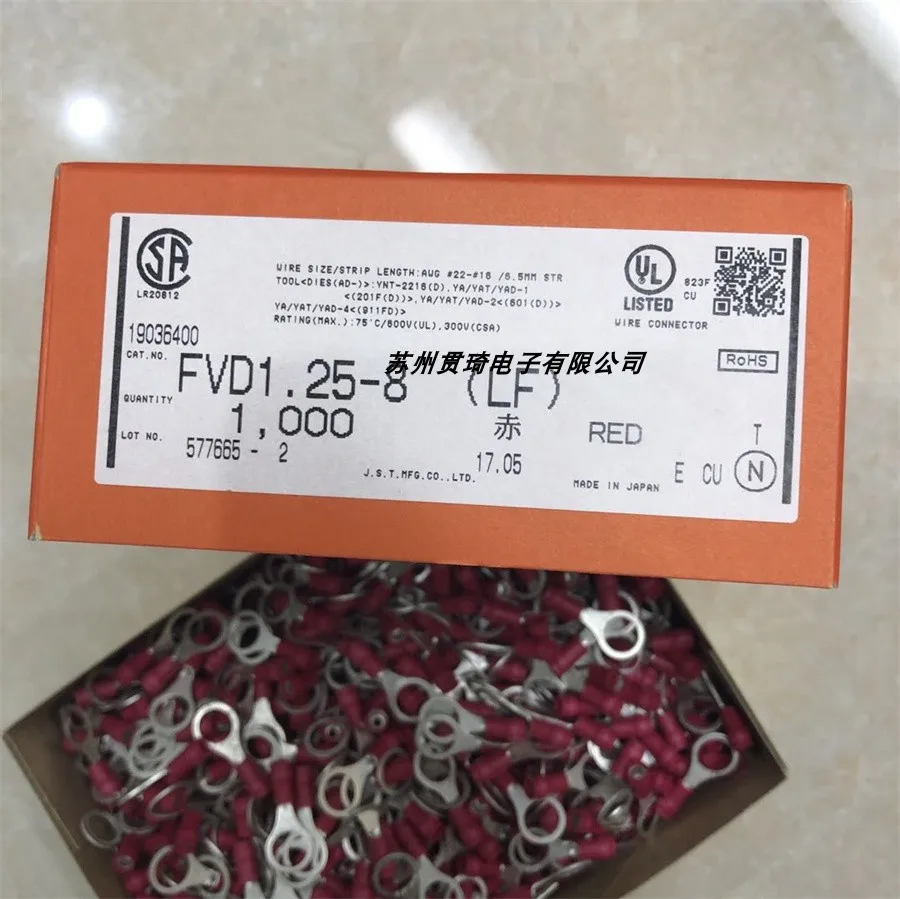 SA
LR20812
WIRE SIZE/STRIP LENGTH:AWG #22-#16 /6.5MM STR
TOOL<DIES(AD-)>:YNT-2216(D),YA/YAT/YAD-1
<(201F(D))>,YA/YAT/YAD-2<(601(D))>
YA/YAT/YAD-4<(911FD)>
RATING(MAX.):75°C/600V(UL),300V(CSA)
UL
LISTED
823F
CU
WIRE CONNECTOR
19036400
苏州贯琦电子有限公司
RoHS
CAT.NO. FVD1.25-8 (LF)
QUANTITY 1,000 赤 RED
LOT NO. 577665 - 2 17.05
T
E CU N
J.S.T.MFG.CO.,LTD.
MADE IN JAPAN